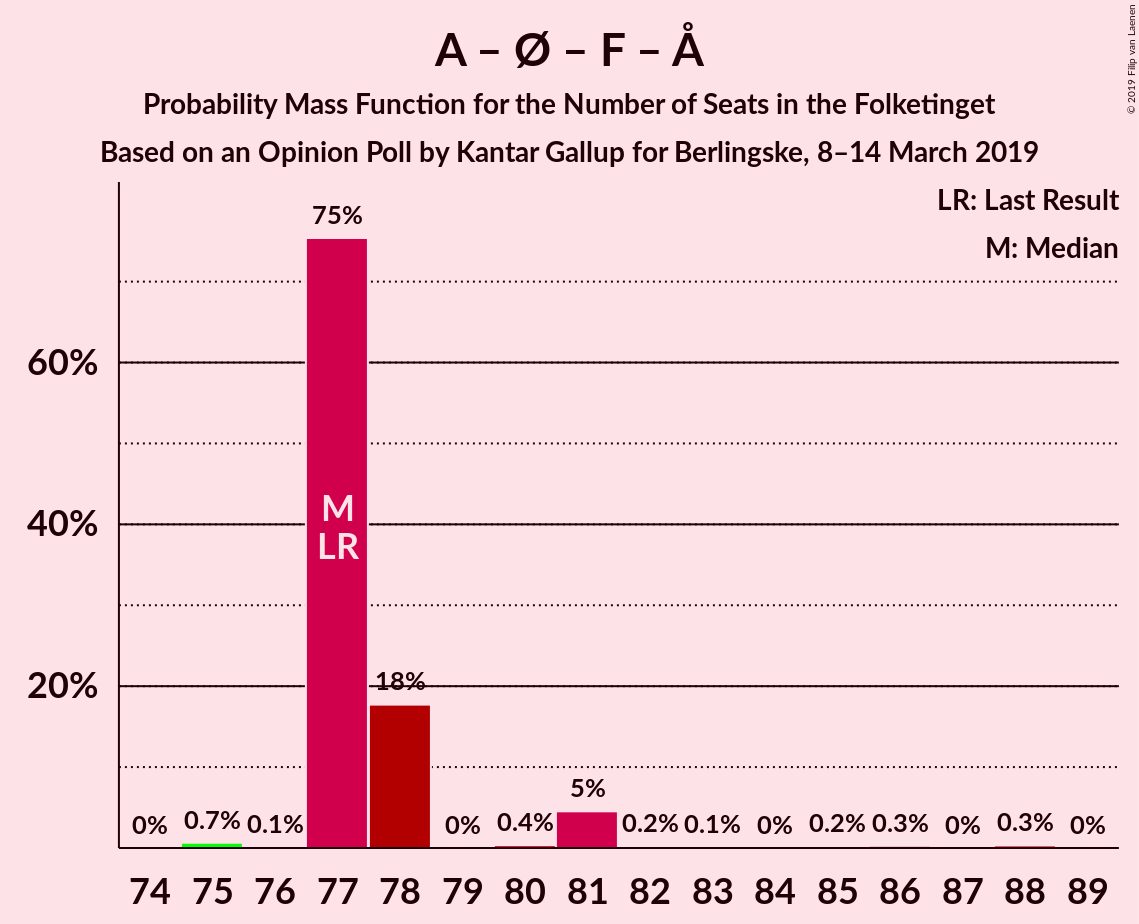 A – Ø – F – Å
Probability Mass Function for the Number of Seats in the Folketinget
Based on an Opinion Poll by Kantar Gallup for Berlingske, 8–14 March 2019
© 2019 Filip van Laenen
LR: Last Result
M: Median
60%
40%
20%
0%
0.7%
0.1%
75%
M
LR
18%
0%
0.4%
5%
0.2%
0.1%
0%
0.2%
0.3%
0%
0.3%
0%
74 75 76 77 78 79 80 81 82 83 84 85 86 87 88 89